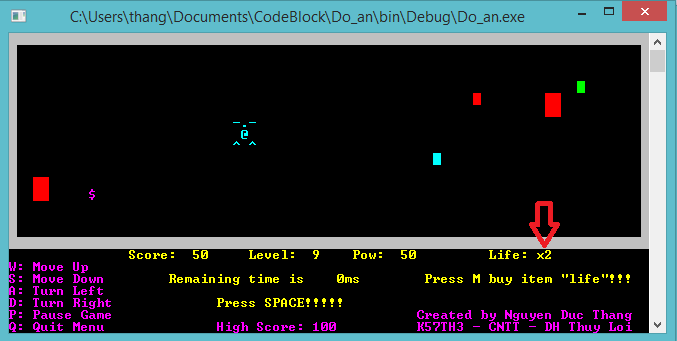 C:\Users\thang\Documents\CodeBlock\Do_an\bin\Debug\Do_an.exe
@
$
Score: 50 Level: 9 Pow: 50 Life: x2
W: Move Up
S: Move Down Remaining time is 0ms Press M buy item "life"!!!
A: Turn Left
D: Turn Right Press SPACE!!!!!
P: Pause Game Created by Nguyen Duc Thang
Q: Quit Menu High Score: 100 K57TH3 - CNTT - DH Thuy Loi